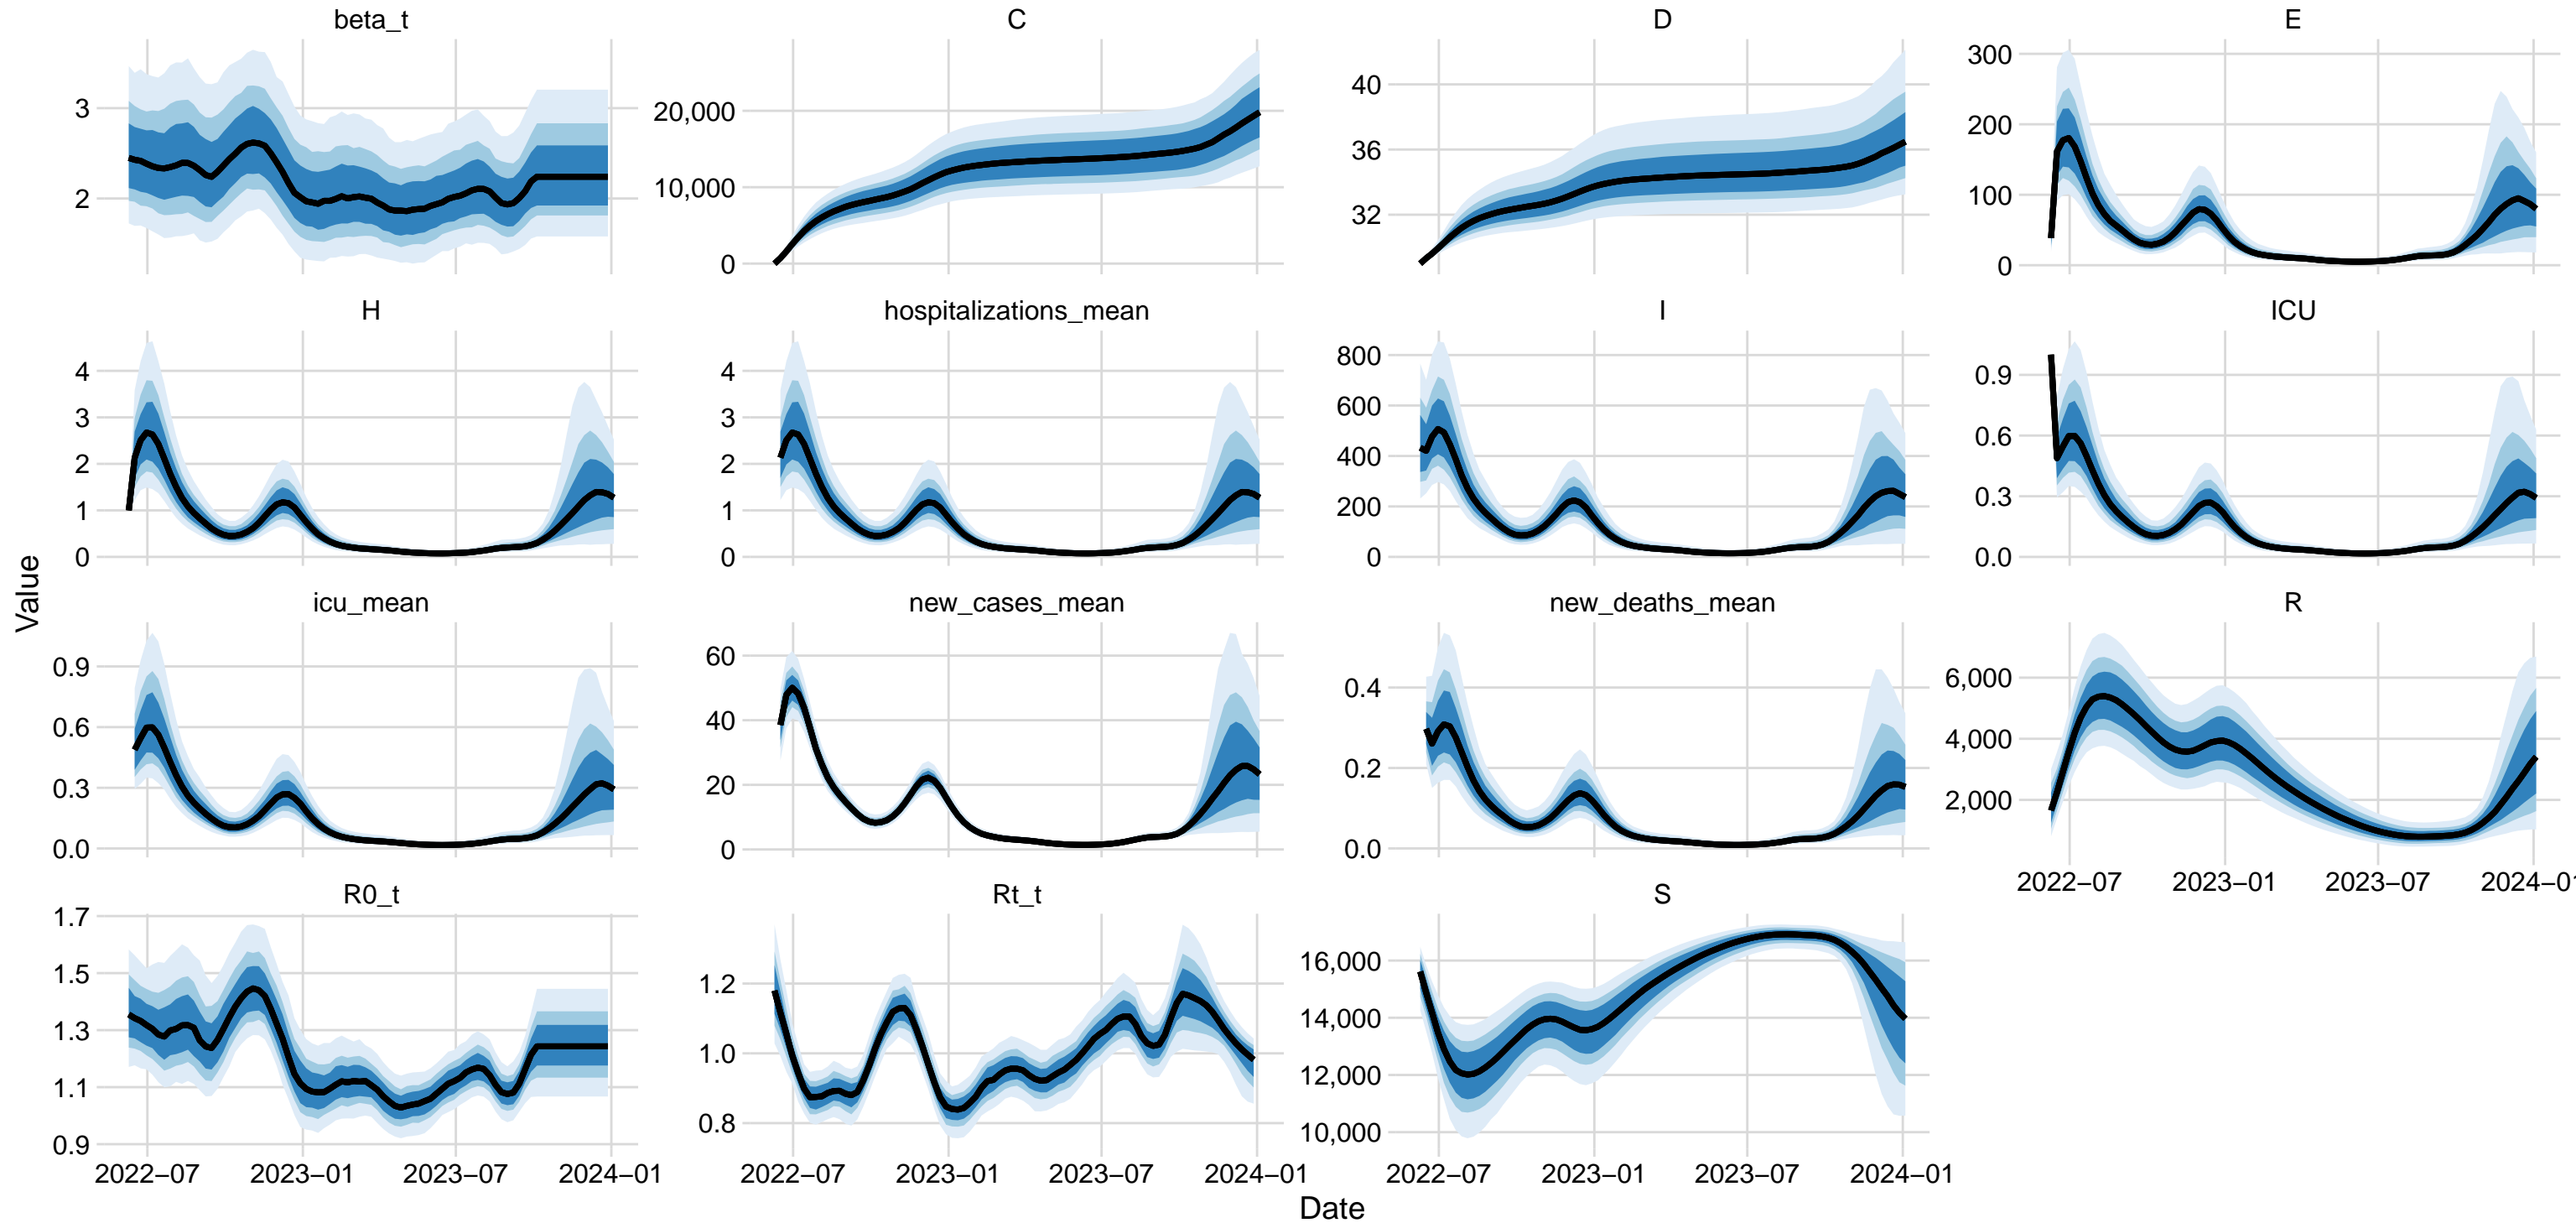 beta_t
C
D
E
3
2
20,000
10,000
0
40
36
32
300
200
100
0
H
hospitalizations_mean
I
ICU
4
3
2
1
0
4
3
2
1
0
800
600
400
200
0
0.9
0.6
0.3
0.0
Value
icu_mean
new_cases_mean
new_deaths_mean
R
0.9
0.6
0.3
0.0
60
40
20
0
0.4
0.2
0.0
6,000
4,000
2,000
2022−07 2023−01 2023−07 2024−01
R0_t
Rt_t
S
1.7
1.5
1.3
1.1
0.9
1.2
1.0
0.8
16,000
14,000
12,000
10,000
2022−07 2023−01 2023−07 2024−01
2022−07 2023−01 2023−07 2024−01
2022−07 2023−01 2023−07 2024−01
Date